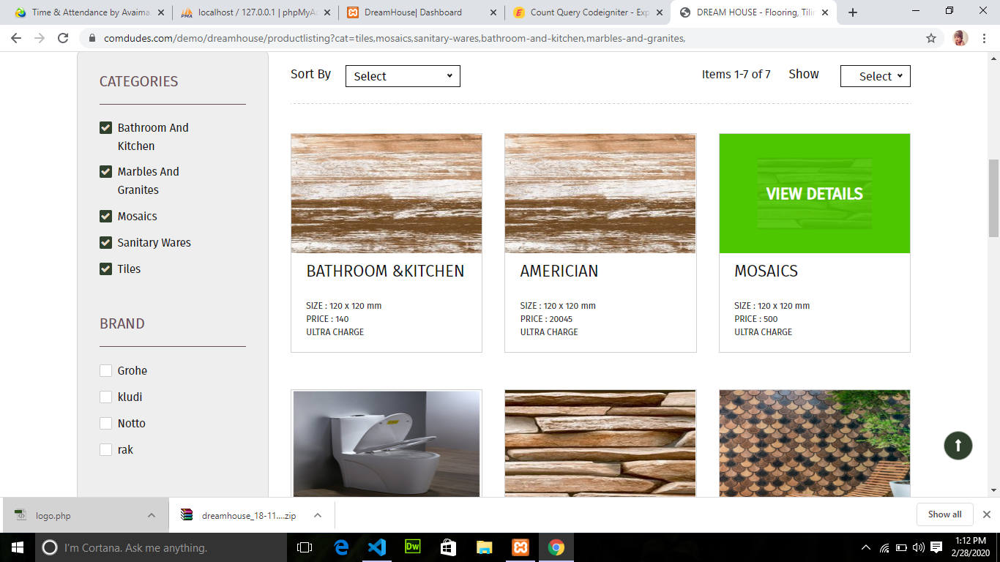 Time & Attendance by Avaima
localhost / 127.0.0.1 | phpMyAd
DreamHouse| Dashboard
Count Query Codeigniter - Exp
DREAM HOUSE - Flooring, Tilin
comdudes.com/demo/dreamhouse/productlisting?cat=tiles,mosaics,sanitary-wares,bathroom-and-kitchen,marbles-and-granites,
CATEGORIES
Bathroom And
Kitchen
Marbles And
Granites
Mosaics
Sanitary Wares
Tiles
BRAND
Grohe
kludi
Notto
rak
Sort By Select
Items 1-7 of 7 Show Select
BATHROOM &KITCHEN
SIZE : 120 x 120 mm
PRICE : 140
ULTRA CHARGE
AMERICIAN
SIZE : 120 x 120 mm
PRICE : 20045
ULTRA CHARGE
VIEW DETAILS
MOSAICS
SIZE : 120 x 120 mm
PRICE : 500
ULTRA CHARGE
logo.php
dreamhouse_18-11....zip
Show all
I'm Cortana. Ask me anything.
Dw
1:12 PM
2/28/2020